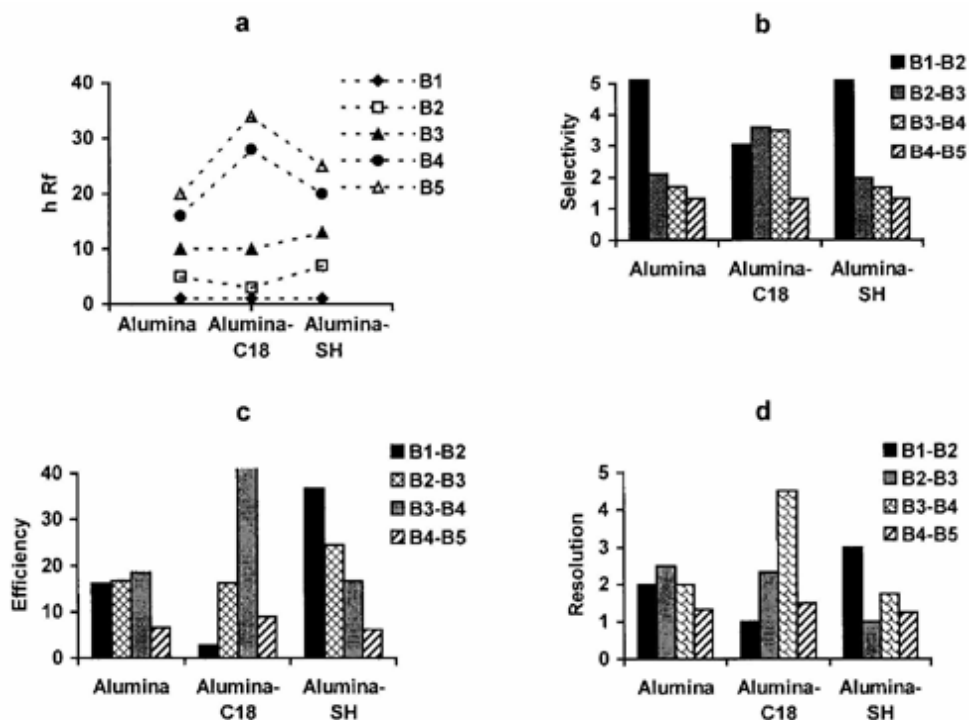 a
40
30
20
10
0
h Rf
Alumina Alumina- Alumina-
C18 SH
B1
B2
B3
B4
B5
b
5
4
3
2
1
0
Selectivity
Alumina Alumina- Alumina-
C18 SH
B1-B2
B2-B3
B3-B4
B4-B5
c
40
30
20
10
0
Efficiency
Alumina Alumina- Alumina-
C18 SH
B1-B2
B2-B3
B3-B4
B4-B5
d
5
4
3
2
1
0
Resolution
Alumina Alumina- Alumina-
C18 SH
B1-B2
B2-B3
B3-B4
B4-B5